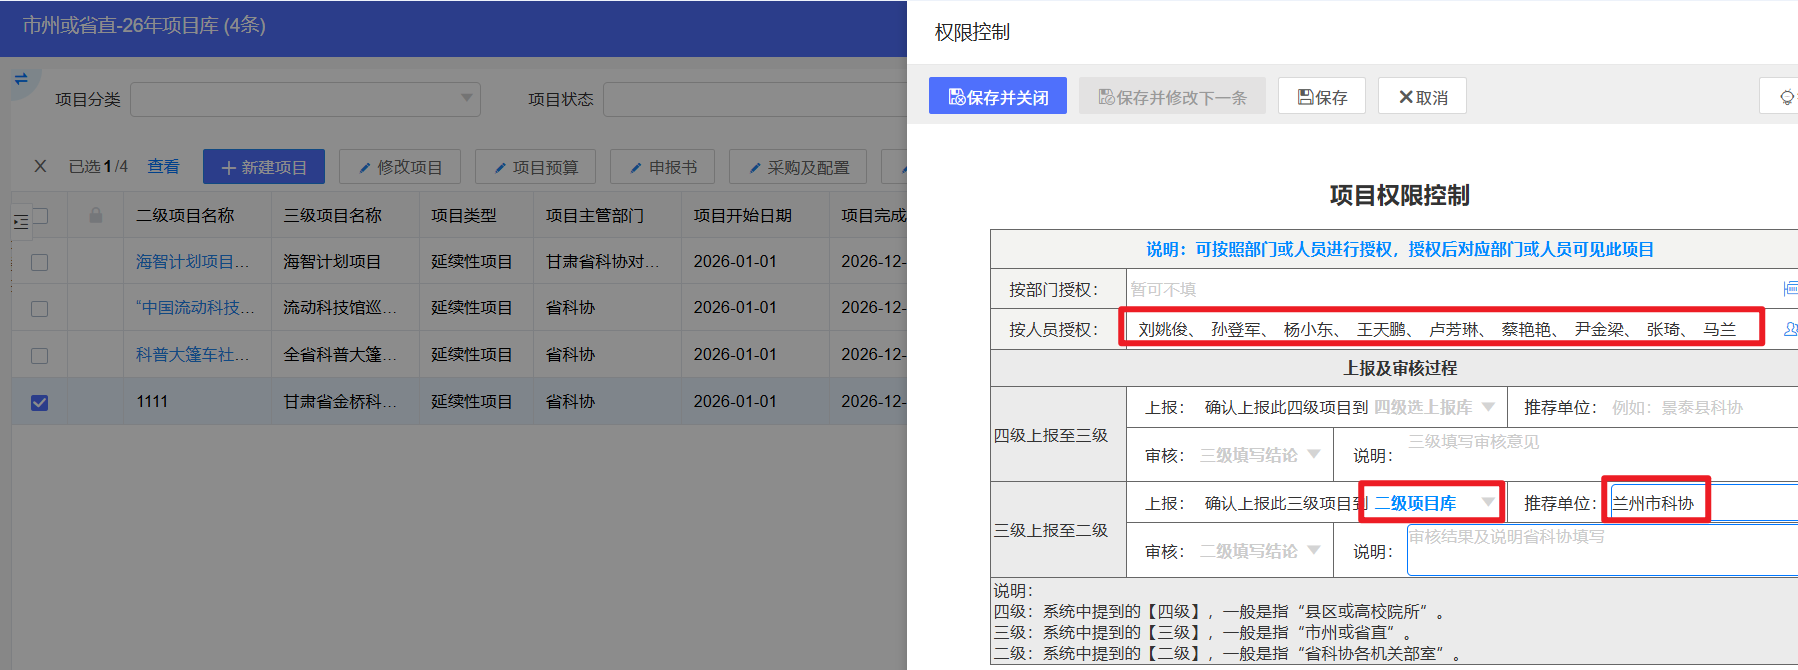 市州或省直-26年项目库 (4条)
权限控制
项目分类
项目状态
保存并关闭
保存并修改下一条
保存
取消
已选1/4 查看
新建项目
修改项目
项目预算
申报书
采购及配置
二级项目名称 三级项目名称 项目类型 项目主管部门 项目开始日期 项目完成
海智计划项目... 海智计划项目 延续性项目 甘肃省科协对... 2026-01-01 2026-12-
“中国流动科技... 流动科技馆巡... 延续性项目 省科协 2026-01-01 2026-12-
科普大篷车社... 全省科普大篷... 延续性项目 省科协 2026-01-01 2026-12-
1111 甘肃省金桥科... 延续性项目 省科协 2026-01-01 2026-12-
项目权限控制
说明：可按照部门或人员进行授权，授权后对应部门或人员可见此项目
按部门授权： 暂可不填
按人员授权： 刘姚俊、 孙登军、 杨小东、 王天鹏、 卢芳琳、 蔡艳艳、 尹金梁、 张琦、 马兰
上报及审核过程
四级上报至三级
上报： 确认上报此四级项目到 四级选上报库 推荐单位： 例如：景泰县科协
审核： 三级填写结论 说明： 三级填写审核意见
三级上报至二级
上报： 确认上报此三级项目到 二级项目库 推荐单位： 兰州市科协
审核： 二级填写结论 说明： 审核结果及说明省科协填写
说明：
四级：系统中提到的【四级】，一般是指“县区或高校院所”。
三级：系统中提到的【三级】，一般是指“市州或省直”。
二级：系统中提到的【二级】，一般是指“省科协各机关部室”。